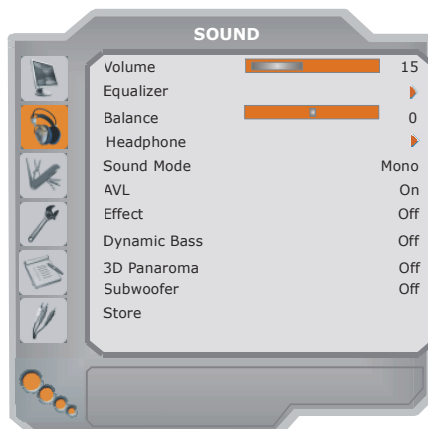 SOUND
Volume 15
Equalizer
Balance 0
Headphone
Sound Mode Mono
AVL On
Effect Off
Dynamic Bass Off
3D Panaroma Off
Subwoofer Off
Store